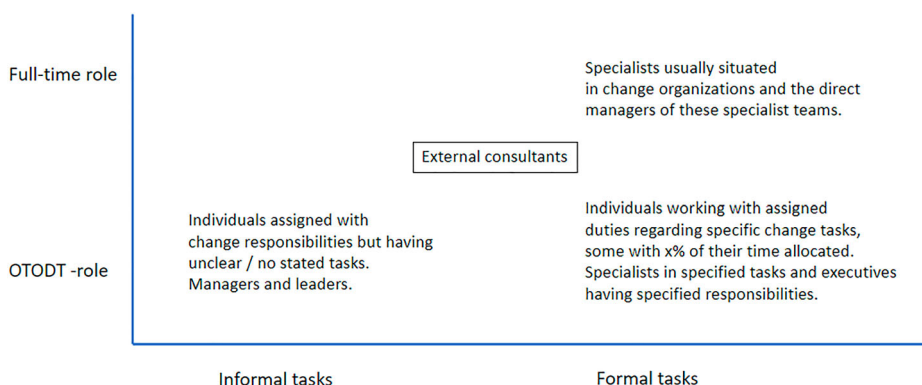 Full-time role
Specialists usually situated
in change organizations and the direct
managers of these specialist teams.
External consultants
Individuals assigned with
change responsibilities but having
unclear / no stated tasks.
Managers and leaders.
Individuals working with assigned
duties regarding specific change tasks,
some with x% of their time allocated.
Specialists in specified tasks and executives
having specified responsibilities.
OTODT -role
Informal tasks
Formal tasks